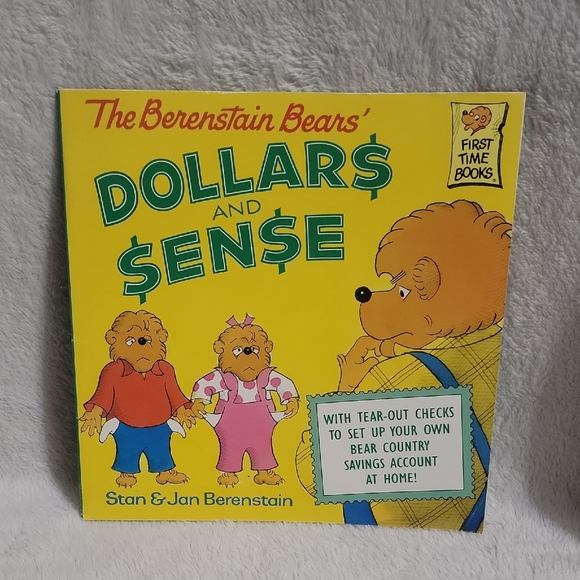 The Berenstain Bears'
FIRST
TIME
BOOKS®
DOLLAR$
AND
$EN$E
WITH TEAR-OUT CHECKS
TO SET UP YOUR OWN
BEAR COUNTRY
SAVINGS ACCOUNT
AT HOME!
Stan & Jan Berenstain